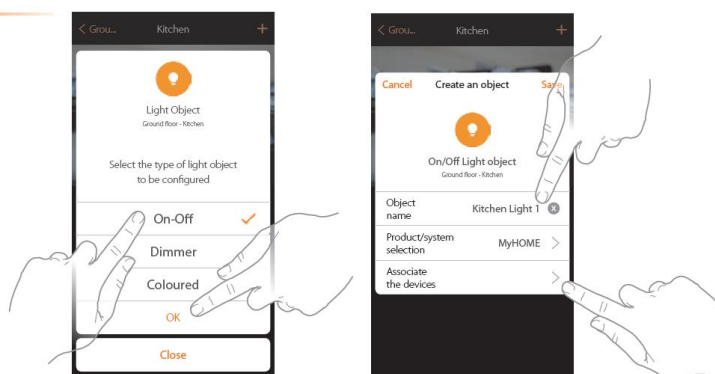 < Grou... Kitchen +
Light Object
Ground floor - Kitchen
Select the type of light object
to be configured
On-Off
Dimmer
Coloured
OK
Close
< Grou... Kitchen +
Cancel Create an object Save
On/Off Light object
Ground floor - Kitchen
Object
name
Kitchen Light 1
Product/system
selection
MyHOME >
Associate
the devices
>